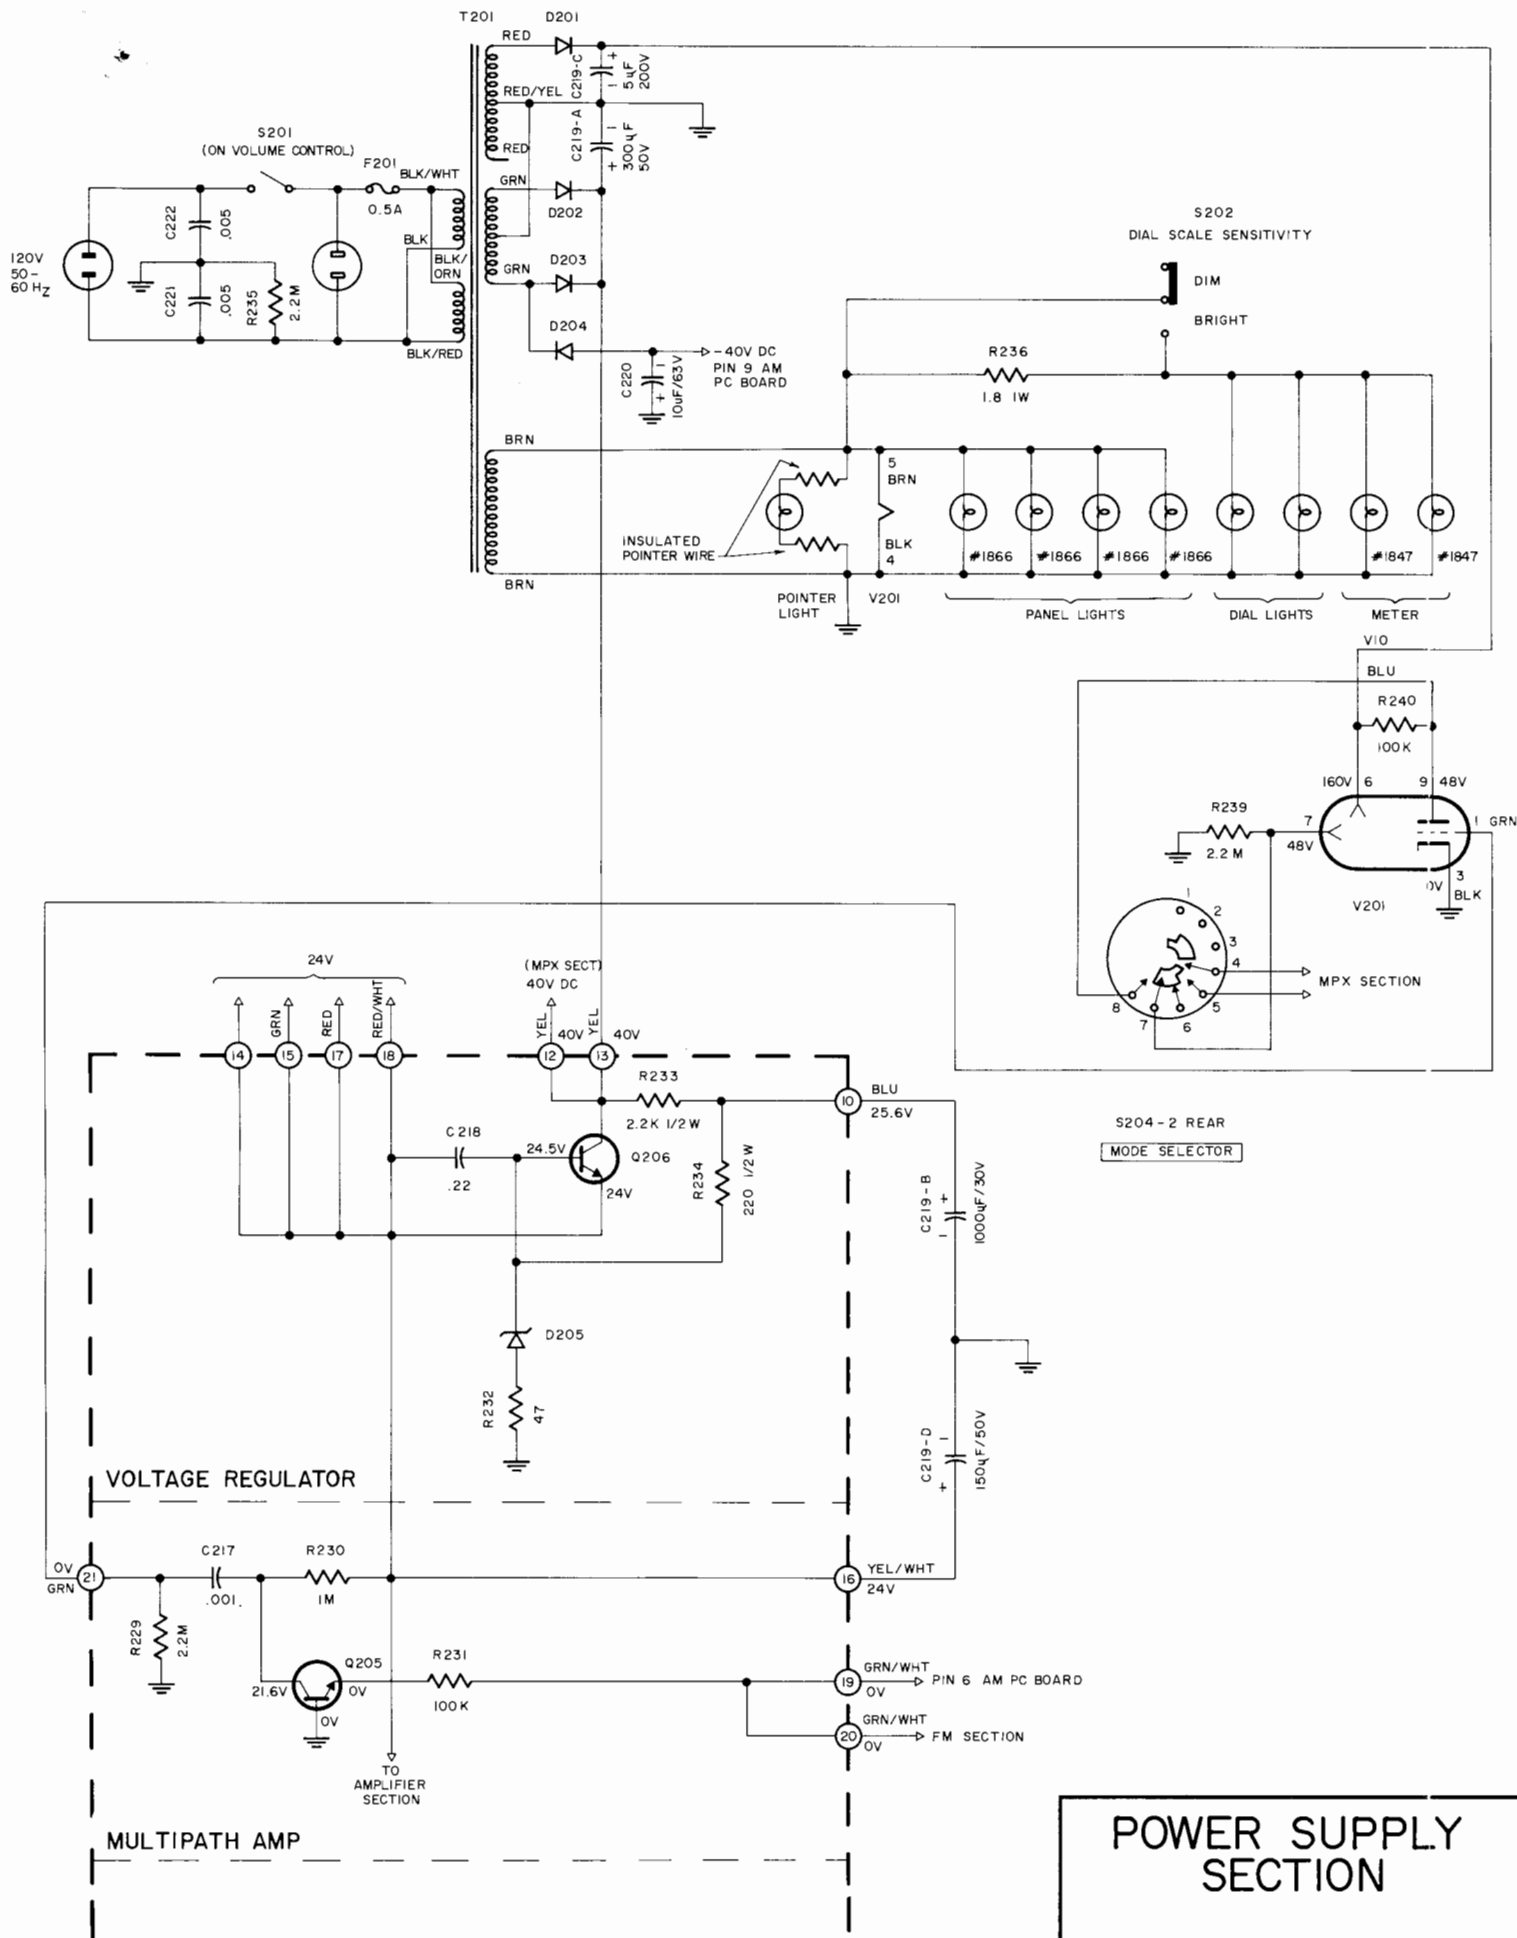 T201
D201
RED
C219-C
+
-
5µF
200V
RED/YEL
C219-A
-
+
300µF
50V
RED
S201
(ON VOLUME CONTROL)
F201
0.5A
BLK/WHT
BLK
BLK/
ORN
BLK/RED
120V
50-
60 HZ
C222
.005
C221
.005
R235
2.2M
GRN
D202
GRN
D203
D204
-40V DC
PIN 9 AM
PC BOARD
C220
-
+
10uF/63V
S202
DIAL SCALE SENSITIVITY
DIM
BRIGHT
R236
1.8 1W
BRN
BRN
INSULATED
POINTER WIRE
5
BRN
BLK
4
#1866
#1866
#1866
#1866
#1847
#1847
POINTER
LIGHT
V201
PANEL LIGHTS
DIAL LIGHTS
METER
VIO
BLU
R240
100K
160V
6
9
48V
R239
2.2 M
7
48V
1
GRN
0V
3
BLK
V201
1
2
3
4
5
6
7
8
MPX SECTION
S204-2 REAR
MODE SELECTOR
24V
GRN
RED
RED/WHT
(MPX SECT)
40V DC
YEL
40V
YEL
40V
14
15
17
18
12
13
R233
2.2K 1/2W
10
BLU
25.6V
C218
.22
24.5V
Q206
24V
R234
220 1/2W
C219-B
+
-
1000µF/30V
D205
R232
47
C219-D
-
+
150µF/50V
VOLTAGE REGULATOR
0V
GRN
21
C217
.001
R230
1M
16
YEL/WHT
24V
R229
2.2M
Q205
21.6V
0V
0V
R231
100K
19
GRN/WHT
0V
PIN 6 AM PC BOARD
20
GRN/WHT
0V
FM SECTION
TO
AMPLIFIER
SECTION
MULTIPATH AMP
POWER SUPPLY
SECTION